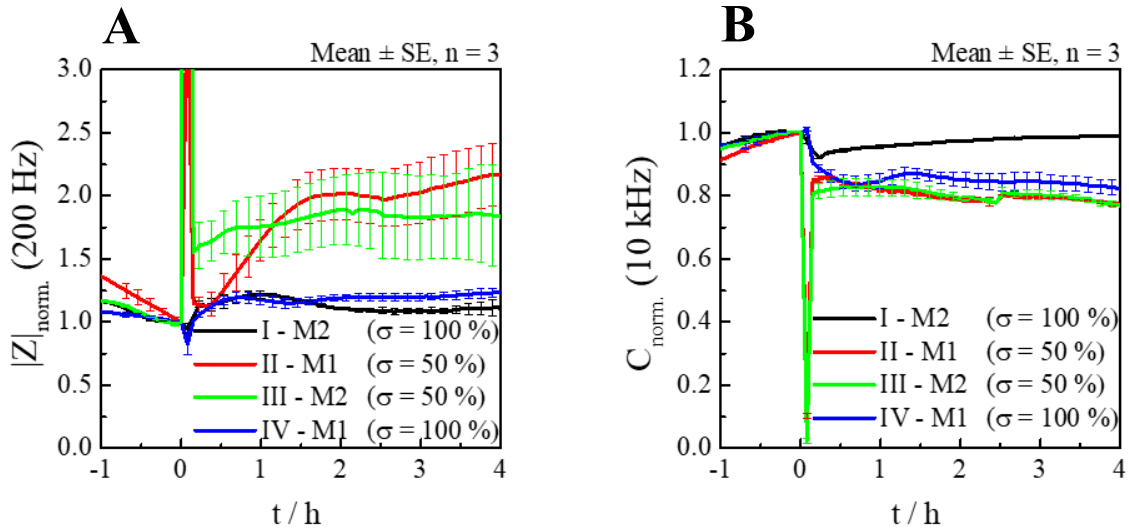 A
Mean ± SE, n = 3
|Z|norm. (200 Hz)
3.0
2.5
2.0
1.5
1.0
0.5
0.0
I - M2 (σ = 100 %)
II - M1 (σ = 50 %)
III - M2 (σ = 50 %)
IV - M1 (σ = 100 %)
-1 0 1 2 3 4
t / h
B
Mean ± SE, n = 3
Cnorm. (10 kHz)
1.2
1.0
0.8
0.6
0.4
0.2
0.0
I - M2 (σ = 100 %)
II - M1 (σ = 50 %)
III - M2 (σ = 50 %)
IV - M1 (σ = 100 %)
-1 0 1 2 3 4
t / h